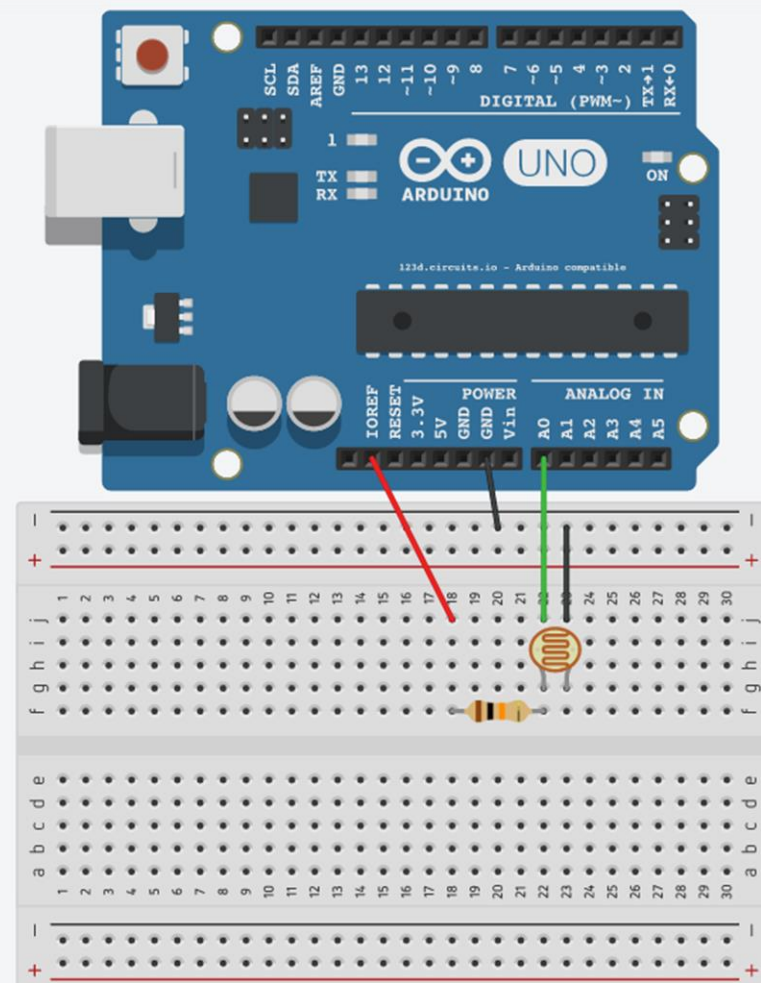 SCL SDA AREF GND 13 12 ~11 ~10 ~9 8 7 ~6 ~5 4 ~3 2 TX→1 RX←0
DIGITAL (PWM~)
1
TX
RX
ARDUINO
UNO
ON
123d.circuits.io - Arduino compatible
POWER
ANALOG IN
IOREF RESET 3.3V 5V GND GND Vin A0 A1 A2 A3 A4 A5
− −
+ +
1 2 3 4 5 6 7 8 9 10 11 12 13 14 15 16 17 18 19 20 21 22 23 24 25 26 27 28 29 30
j j
i i
h h
g g
f f
e e
d d
c c
b b
a a
1 2 3 4 5 6 7 8 9 10 11 12 13 14 15 16 17 18 19 20 21 22 23 24 25 26 27 28 29 30
− −
+ +